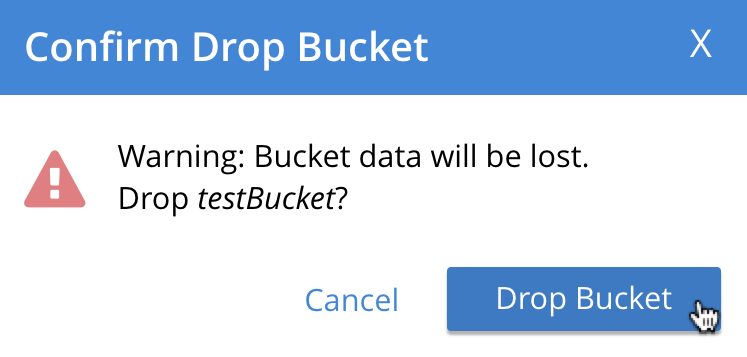 Confirm Drop Bucket X
Warning: Bucket data will be lost.
Drop testBucket?
Cancel Drop Bucket